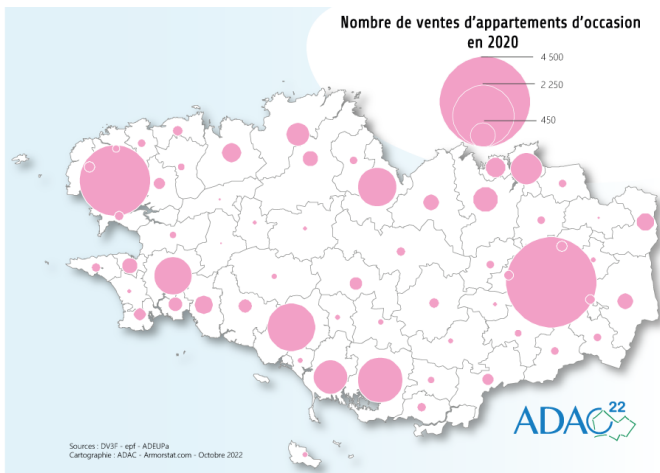 Nombre de ventes d'appartements d'occasion
en 2020
4 500
2 250
450
ADAC 22
Sources : DV3F - epf - ADEUPa
Cartographie : ADAC - Armorstat.com - Octobre 2022